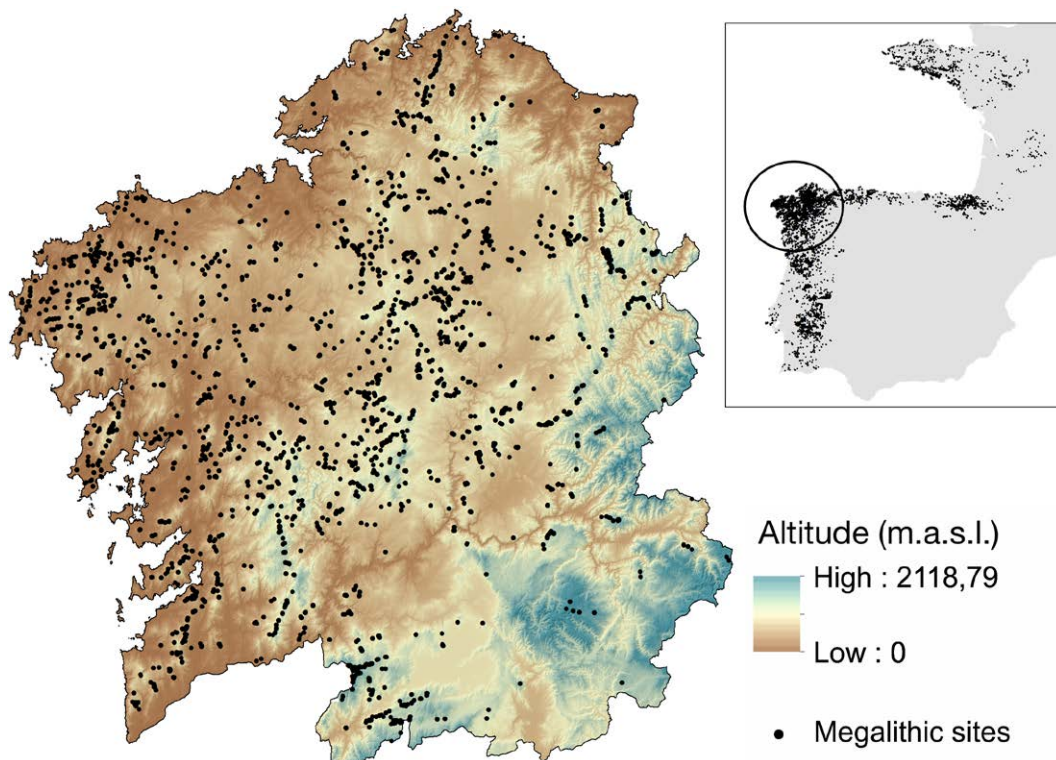 Altitude (m.a.s.l.)
High : 2118,79
Low : 0
Megalithic sites